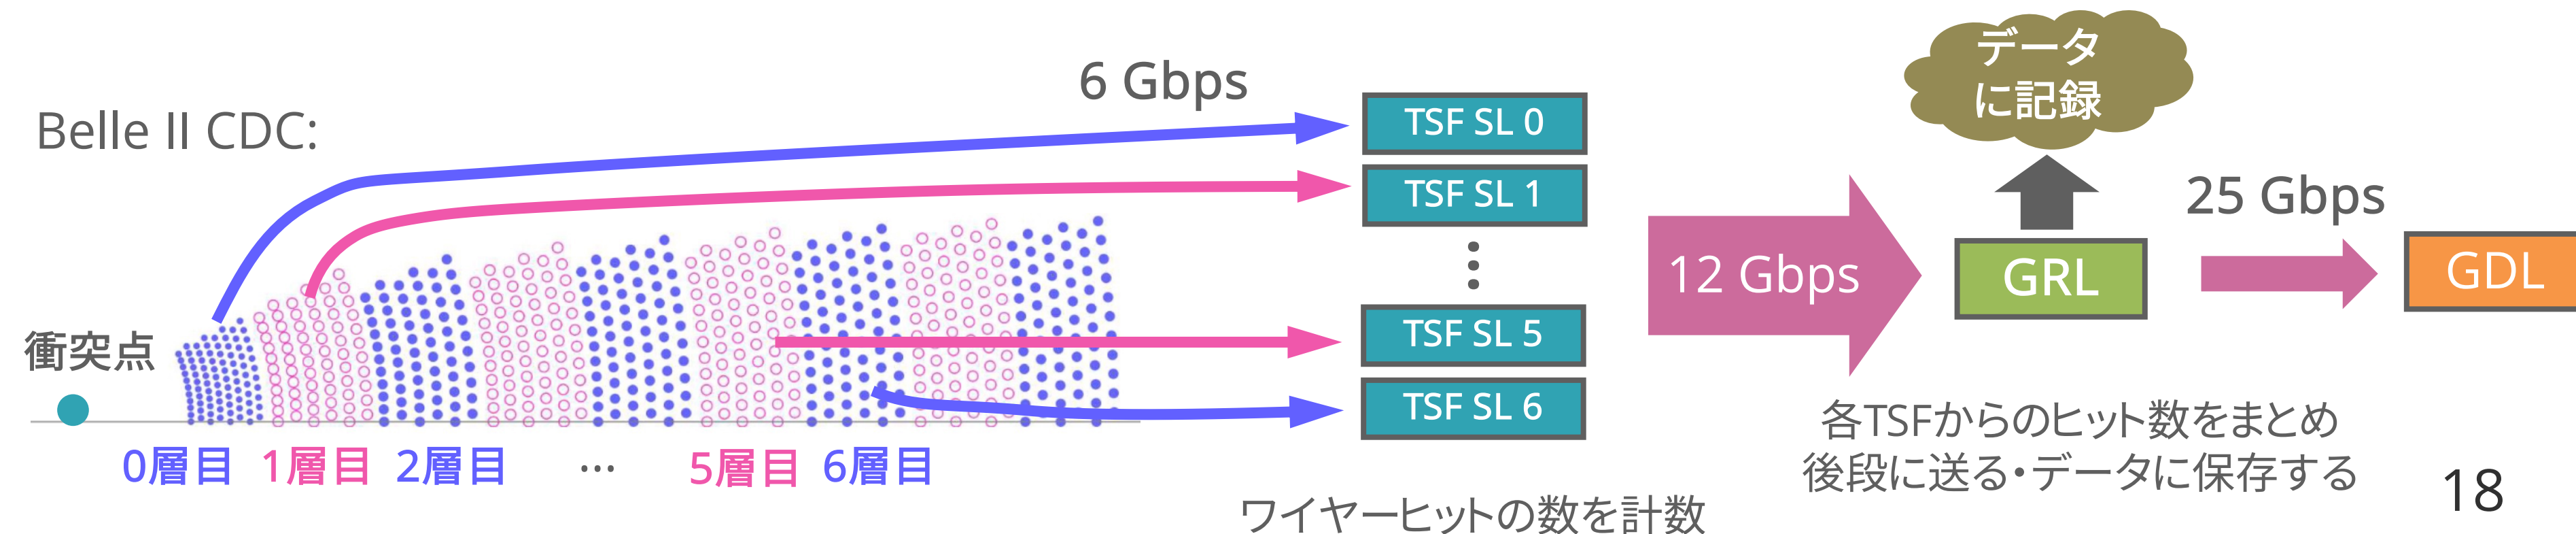 Belle II CDC:
6 Gbps
TSF SL 0
TSF SL 1
⋮
TSF SL 5
TSF SL 6
データ
に記録
12 Gbps
GRL
25 Gbps
GDL
衝突点
0層目 1層目 2層目 … 5層目 6層目
ワイヤーヒットの数を計数
各TSFからのヒット数をまとめ
後段に送る・データに保存する
18